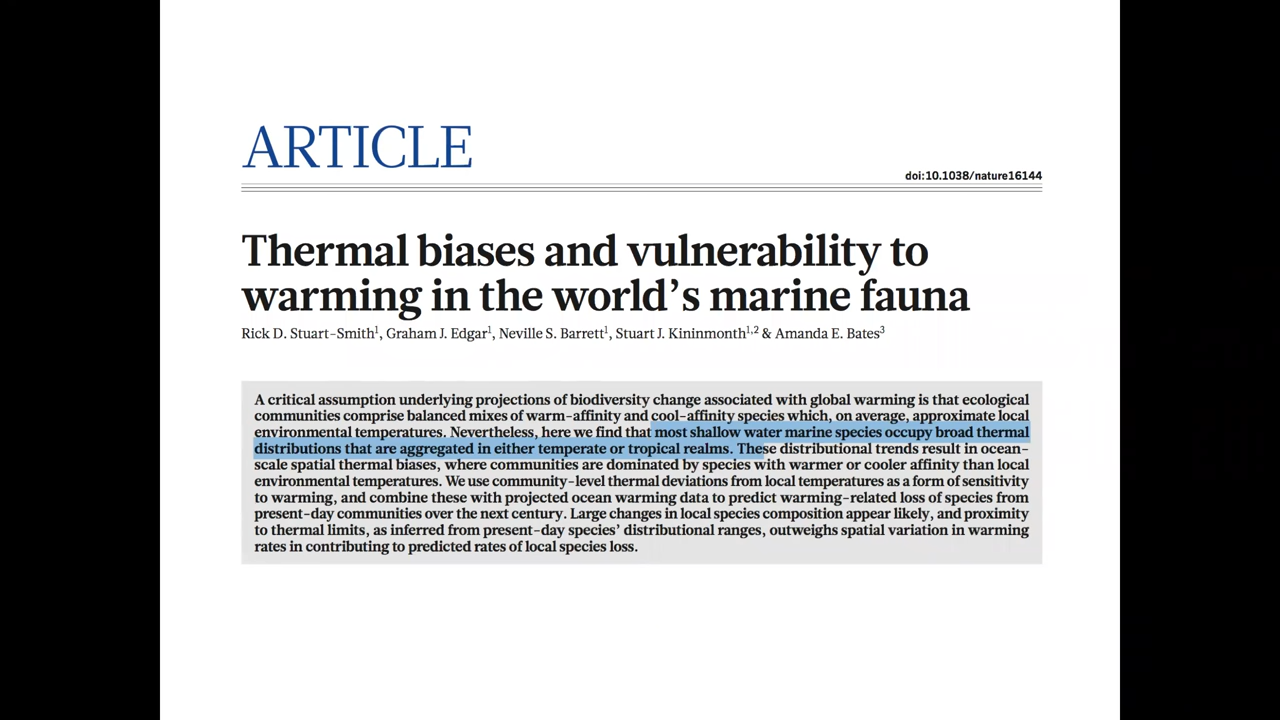 ARTICLE
doi:10.1038/nature16144
Thermal biases and vulnerability to
warming in the world's marine fauna
Rick D. Stuart-Smith¹, Graham J. Edgar¹, Neville S. Barrett¹, Stuart J. Kininmonth¹,² & Amanda E. Bates³
A critical assumption underlying projections of biodiversity change associated with global warming is that ecological
communities comprise balanced mixes of warm-affinity and cool-affinity species which, on average, approximate local
environmental temperatures. Nevertheless, here we find that most shallow water marine species occupy broad thermal
distributions that are aggregated in either temperate or tropical realms. These distributional trends result in ocean-
scale spatial thermal biases, where communities are dominated by species with warmer or cooler affinity than local
environmental temperatures. We use community-level thermal deviations from local temperatures as a form of sensitivity
to warming, and combine these with projected ocean warming data to predict warming-related loss of species from
present-day communities over the next century. Large changes in local species composition appear likely, and proximity
to thermal limits, as inferred from present-day species' distributional ranges, outweighs spatial variation in warming
rates in contributing to predicted rates of local species loss.